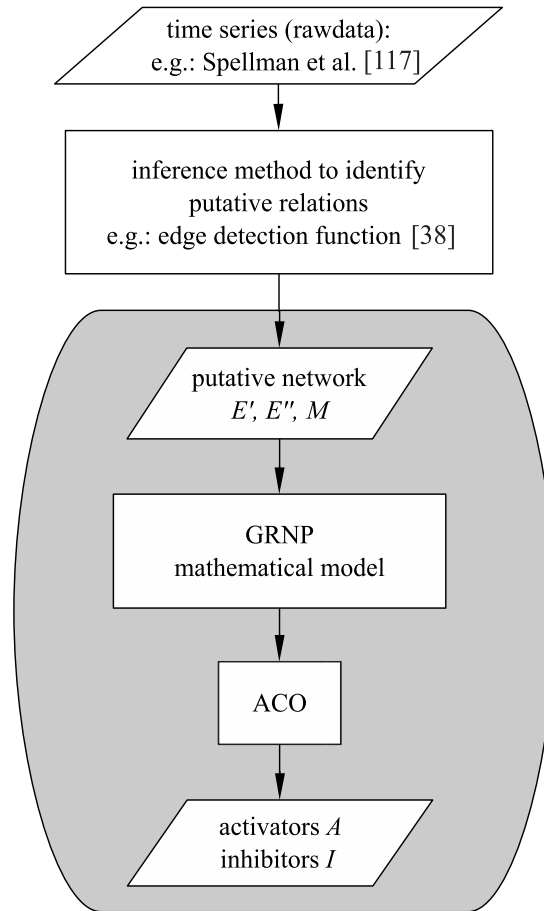 time series (rawdata):
e.g.: Spellman et al. [117]
inference method to identify
putative relations
e.g.: edge detection function [38]
putative network
E', E'', M
GRNP
mathematical model
ACO
activators A
inhibitors I